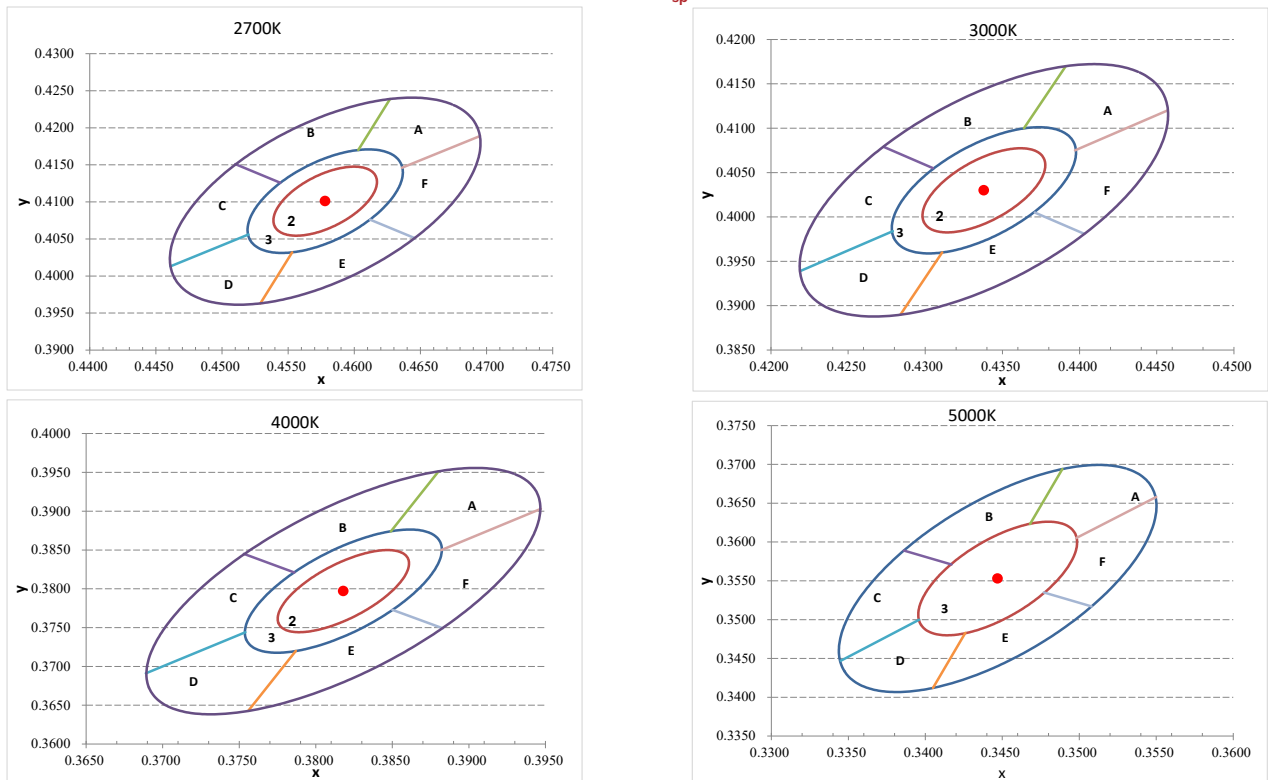 sp
2700K
0.4300
0.4250
0.4200
0.4150
0.4100
0.4050
0.4000
0.3950
0.3900
y
B
A
F
C
2
3
E
D
0.4400 0.4450 0.4500 0.4550 0.4600 0.4650 0.4700 0.4750
x
3000K
0.4200
0.4150
0.4100
0.4050
0.4000
0.3950
0.3900
0.3850
y
A
B
F
C
2
3
E
D
0.4200 0.4250 0.4300 0.4350 0.4400 0.4450 0.4500
x
4000K
0.4000
0.3950
0.3900
0.3850
0.3800
0.3750
0.3700
0.3650
0.3600
y
A
B
F
C
2
3
E
D
0.3650 0.3700 0.3750 0.3800 0.3850 0.3900 0.3950
x
5000K
0.3750
0.3700
0.3650
0.3600
0.3550
0.3500
0.3450
0.3400
0.3350
y
A
B
F
C
3
E
D
0.3300 0.3350 0.3400 0.3450 0.3500 0.3550 0.3600
x